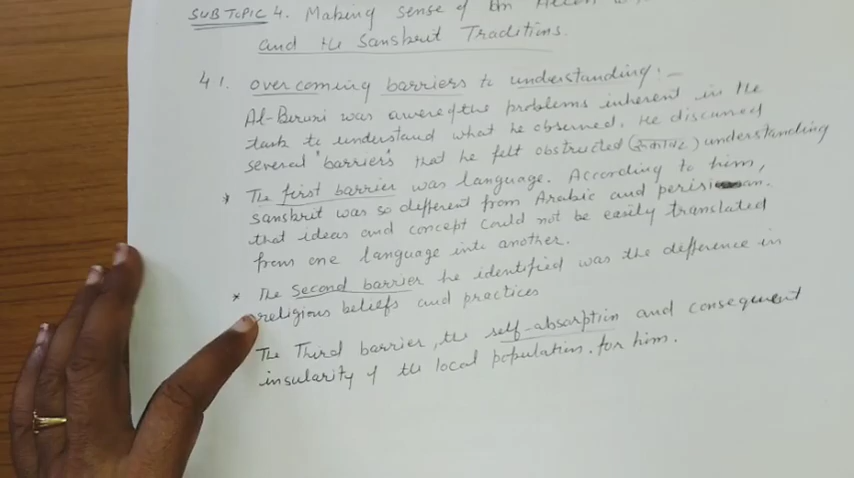 SUBTOPIC 4. Making Sense of
and the Sanskrit Traditions.
4 1. Overcoming barriers to understanding :-
Al-Beruni was aware of the problems inherent in the
task to understand what he observed. He discussed
several "barriers that he felt obstructed ( ) understanding
* The first barrier was language. According to him,
sanskrit was so different from Arabic and persian.
that ideas and concept could not be easily translated
from one language into another.
* The Second barrier he identified was the difference in
religious beliefs and practices
The Third barrier, the self-absorption and consequent
insularity of the local population. for him.